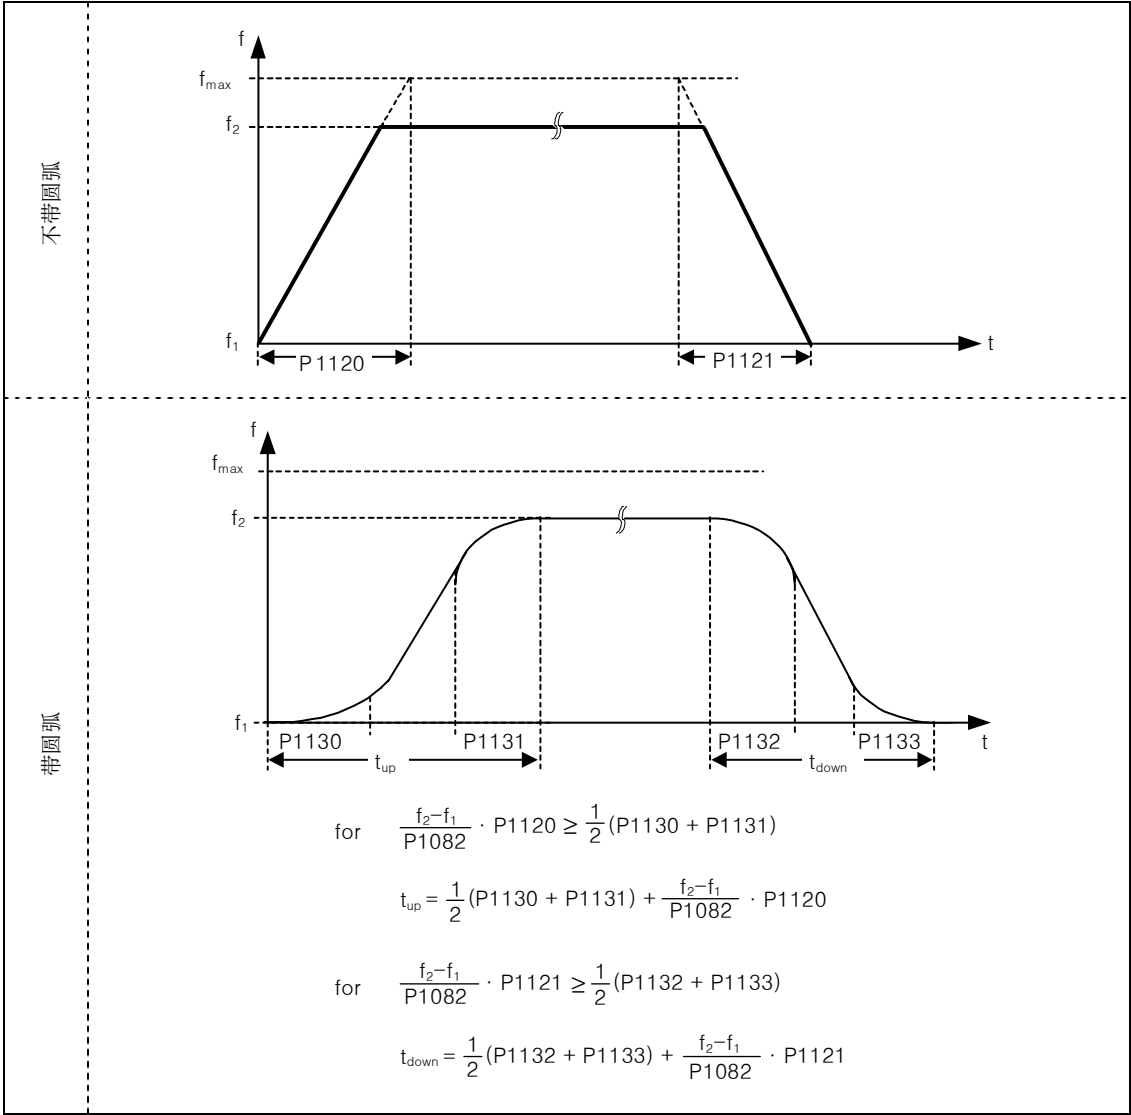 不带圆弧
f
fmax
f2
f1
t
P1120
P1121
带圆弧
f
fmax
f2
f1
P1130
P1131
P1132
P1133
t
tup
tdown
for (f2−f1)/P1082 · P1120 ≥ 1/2 (P1130 + P1131)
tup = 1/2 (P1130 + P1131) + (f2−f1)/P1082 · P1120
for (f2−f1)/P1082 · P1121 ≥ 1/2 (P1132 + P1133)
tdown = 1/2 (P1132 + P1133) + (f2−f1)/P1082 · P1121